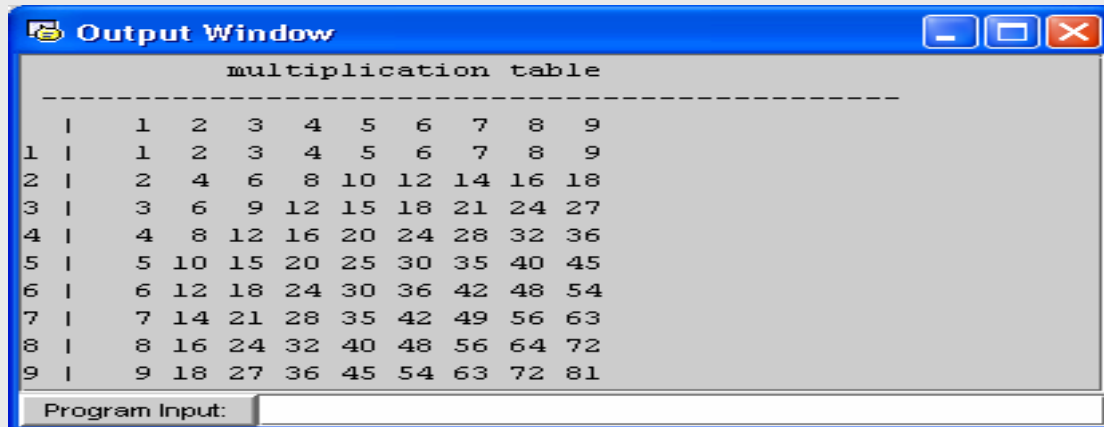 Output Window
multiplication table
----------------------------------------------
| 1 2 3 4 5 6 7 8 9
1 | 1 2 3 4 5 6 7 8 9
2 | 2 4 6 8 10 12 14 16 18
3 | 3 6 9 12 15 18 21 24 27
4 | 4 8 12 16 20 24 28 32 36
5 | 5 10 15 20 25 30 35 40 45
6 | 6 12 18 24 30 36 42 48 54
7 | 7 14 21 28 35 42 49 56 63
8 | 8 16 24 32 40 48 56 64 72
9 | 9 18 27 36 45 54 63 72 81
Program Input: